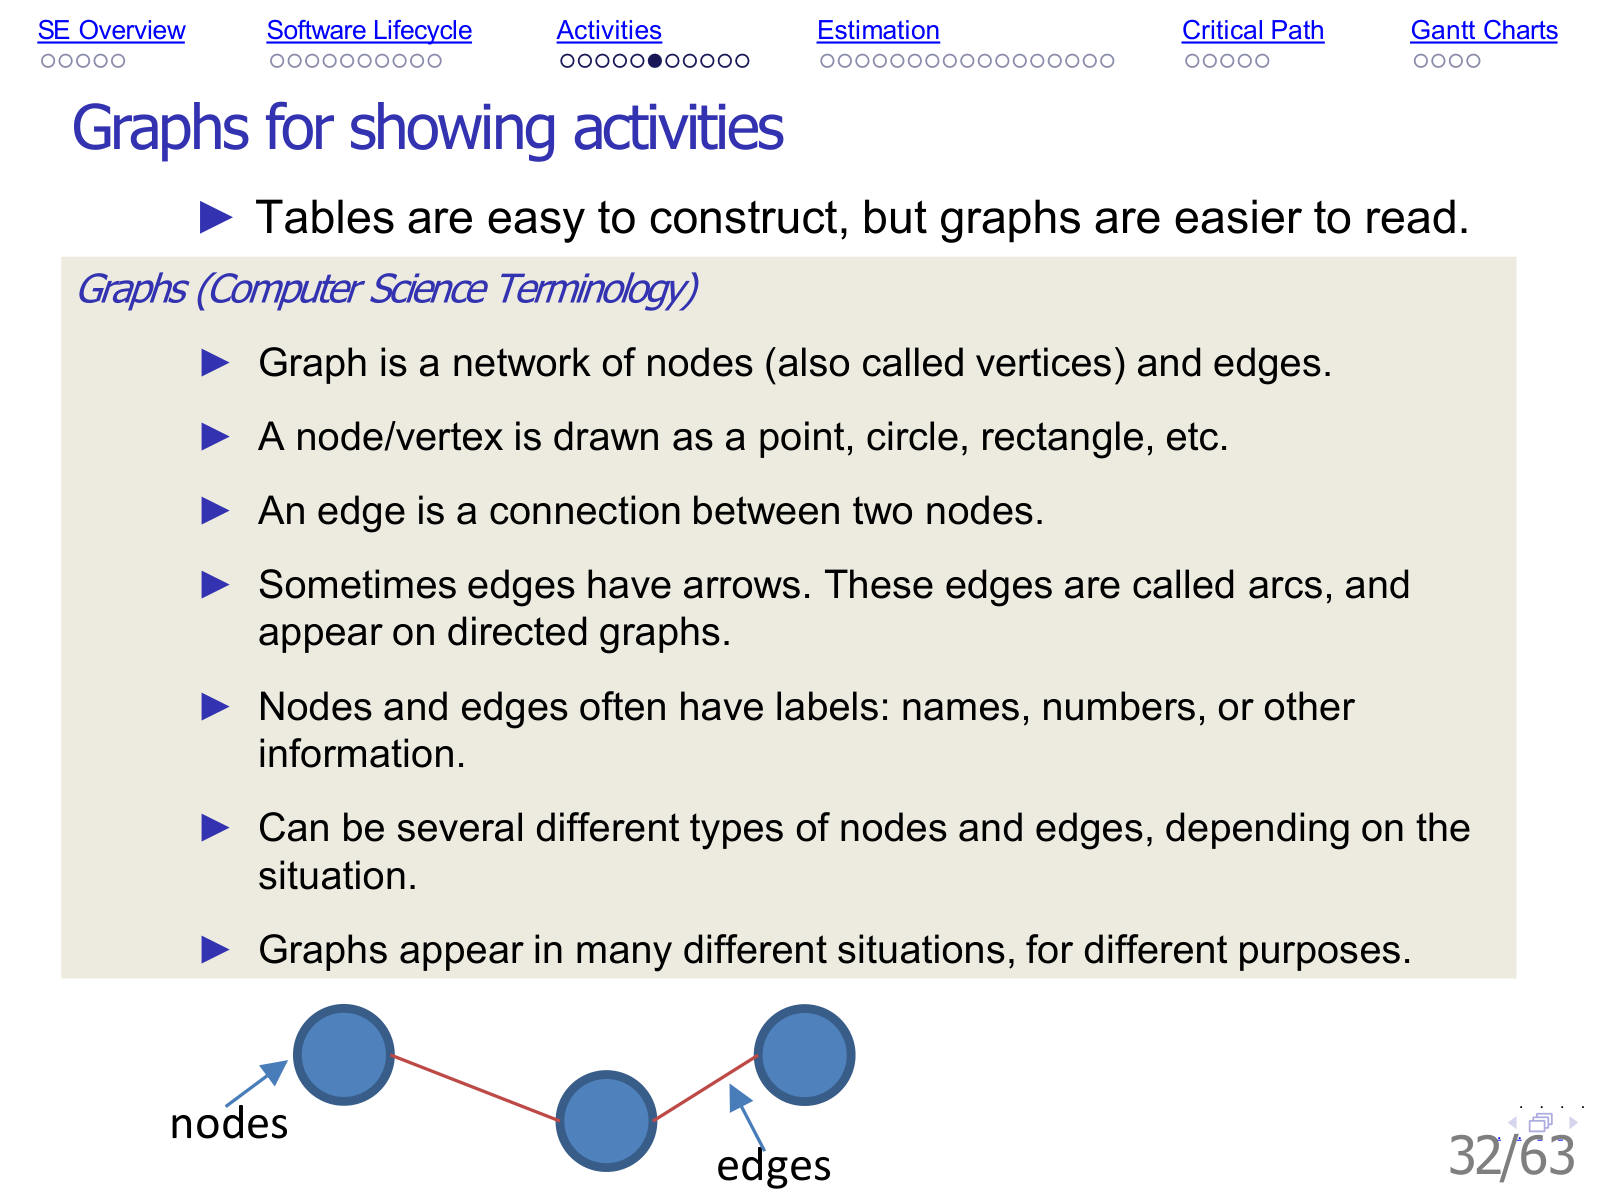 SE Overview Software Lifecycle Activities Estimation Critical Path Gantt Charts
Graphs for showing activities
Tables are easy to construct, but graphs are easier to read.
Graphs (Computer Science Terminology)
Graph is a network of nodes (also called vertices) and edges.
A node/vertex is drawn as a point, circle, rectangle, etc.
An edge is a connection between two nodes.
Sometimes edges have arrows. These edges are called arcs, and
appear on directed graphs.
Nodes and edges often have labels: names, numbers, or other
information.
Can be several different types of nodes and edges, depending on the
situation.
Graphs appear in many different situations, for different purposes.
nodes
edges
32/63